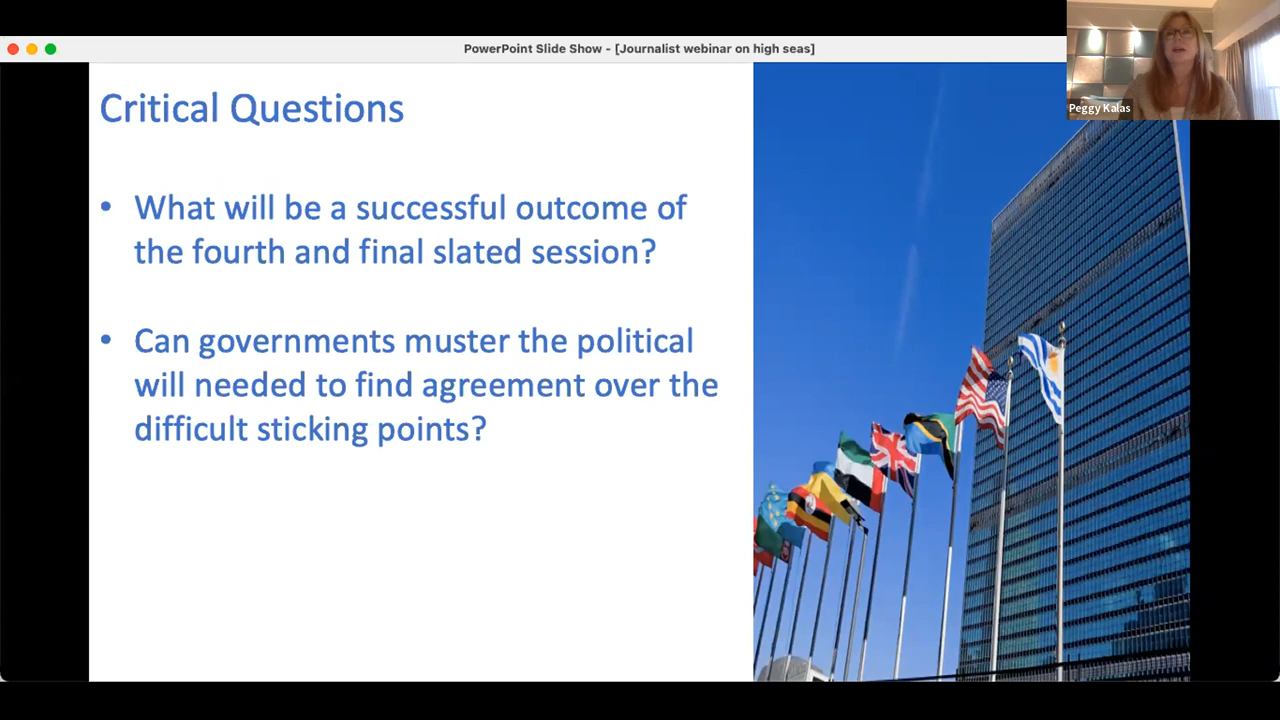 PowerPoint Slide Show - [Journalist webinar on high seas]
Peggy Kalas
Critical Questions
• What will be a successful outcome of
the fourth and final slated session?
• Can governments muster the political
will needed to find agreement over the
difficult sticking points?